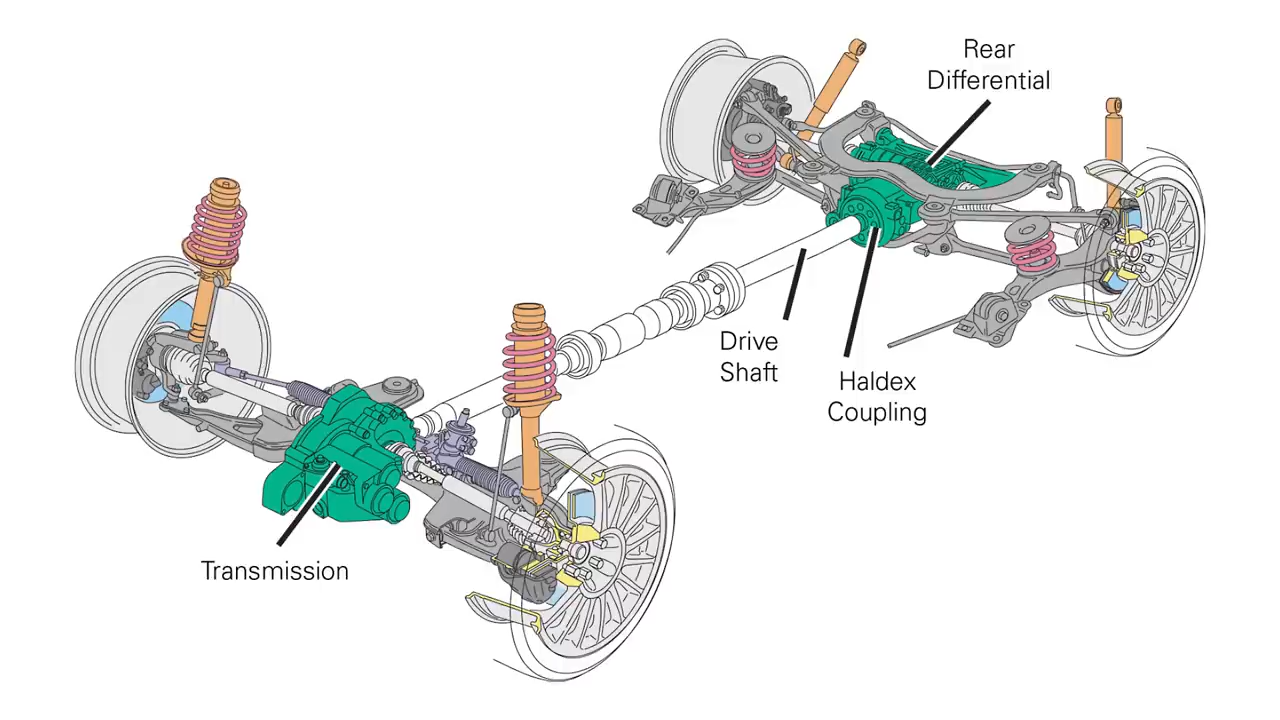 Rear
Differential
Drive
Shaft
Haldex
Coupling
Transmission